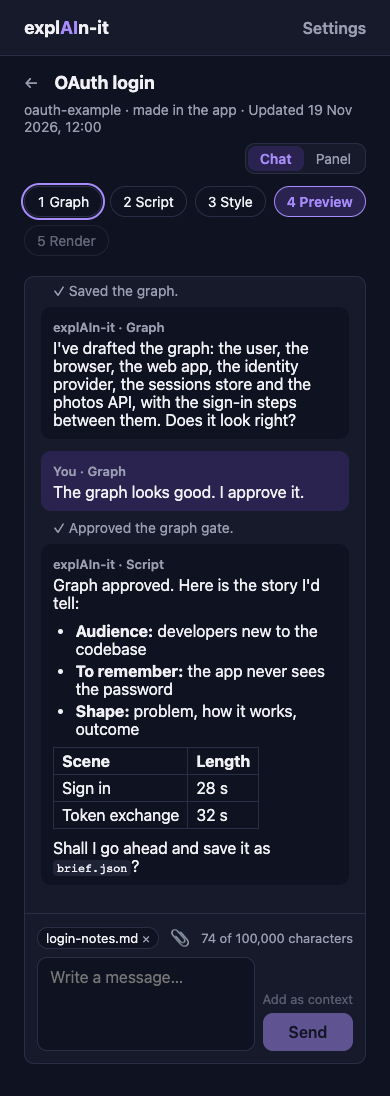 explAIn-it Settings
← OAuth login
oauth-example · made in the app · Updated 19 Nov
2026, 12:00
Chat Panel
1 Graph 2 Script 3 Style 4 Preview
5 Render
✓ Saved the graph.
explAIn-it · Graph
I've drafted the graph: the user, the
browser, the web app, the identity
provider, the sessions store and the
photos API, with the sign-in steps
between them. Does it look right?
You · Graph
The graph looks good. I approve it.
✓ Approved the graph gate.
explAIn-it · Script
Graph approved. Here is the story I'd
tell:
• Audience: developers new to the
codebase
• To remember: the app never sees
the password
• Shape: problem, how it works,
outcome
Scene Length
Sign in 28 s
Token exchange 32 s
Shall I go ahead and save it as
brief.json?
login-notes.md × 74 of 100,000 characters
Write a message...
Add as context
Send